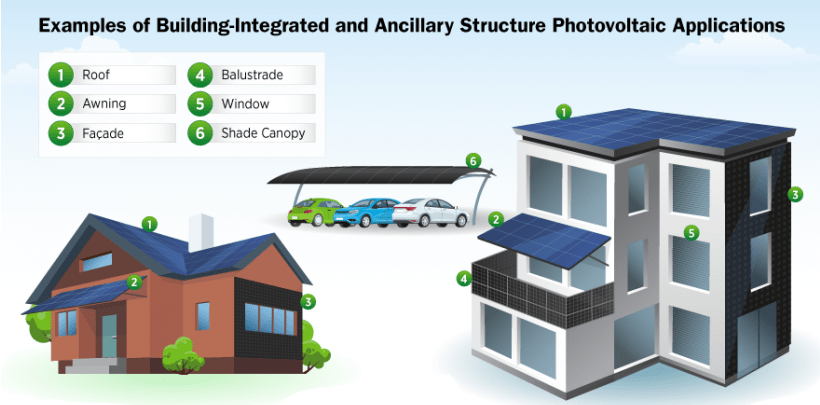 Examples of Building-Integrated and Ancillary Structure Photovoltaic Applications
1 Roof
2 Awning
3 Façade
4 Balustrade
5 Window
6 Shade Canopy
6
1
2
3
1
2
4
5
3